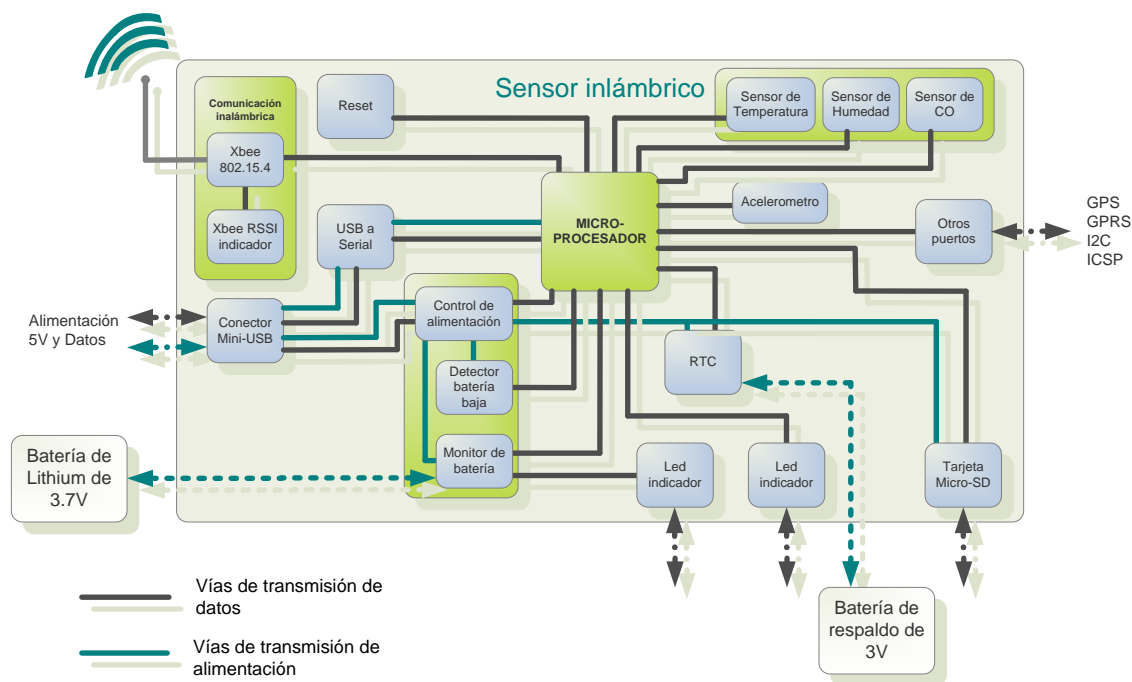 Sensor inlámbrico
Comunicación
inalámbrica
Xbee
802.15.4
Xbee RSSI
indicador
Reset
USB a
Serial
MICRO-
PROCESADOR
Sensor de
Temperatura
Sensor de
Humedad
Sensor de
CO
Acelerometro
Otros
puertos
GPS
GPRS
I2C
ICSP
Alimentación
5V y Datos
Conector
Mini-USB
Control de
alimentación
Detector
batería
baja
Monitor de
batería
RTC
Batería de
Lithium de
3.7V
Led
indicador
Led
indicador
Tarjeta
Micro-SD
Batería de
respaldo de
3V
Vías de transmisión de
datos
Vías de transmisión de
alimentación